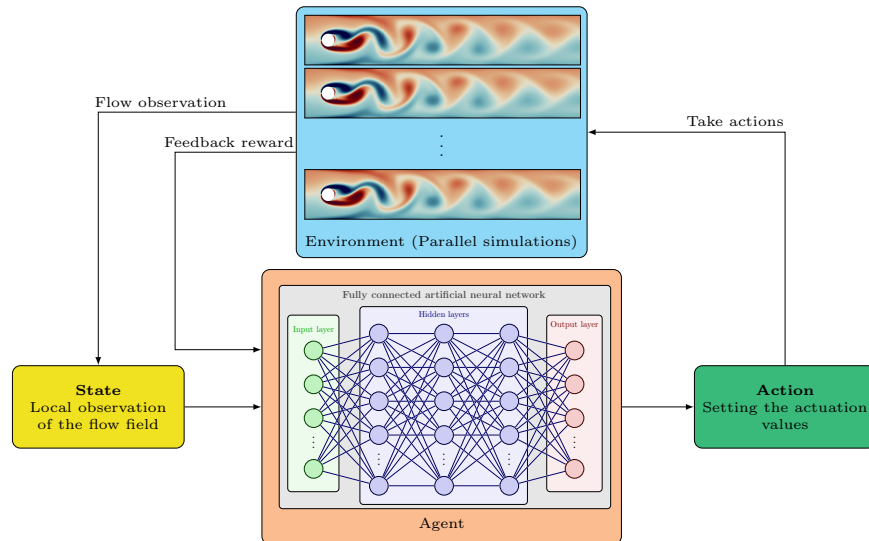 Flow observation
Take actions
Feedback reward
Environment (Parallel simulations)
Fully connected artificial neural network
Hidden layers
Input layer
Output layer
State
Local observation
of the flow field
Action
Setting the actuation
values
Agent